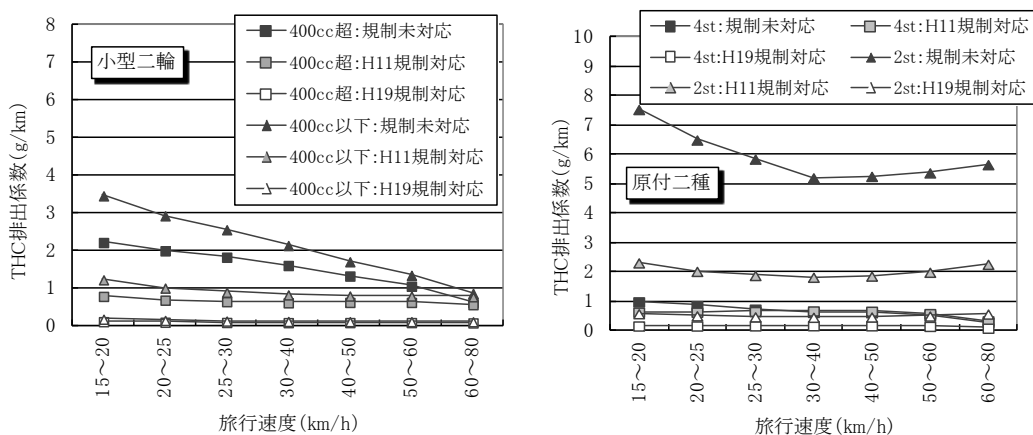 小型二輪
400cc超:規制未対応
400cc超:H11規制対応
400cc超:H19規制対応
400cc以下:規制未対応
400cc以下:H11規制対応
400cc以下:H19規制対応
THC排出係数(g/km)
8
7
6
5
4
3
2
1
0
15～20
20～25
25～30
30～40
40～50
50～60
60～80
旅行速度(km/h)
4st:規制未対応
4st:H11規制対応
4st:H19規制対応
2st:規制未対応
2st:H11規制対応
2st:H19規制対応
原付二種
THC排出係数(g/km)
10
9
8
7
6
5
4
3
2
1
0
15～20
20～25
25～30
30～40
40～50
50～60
60～80
旅行速度(km/h)